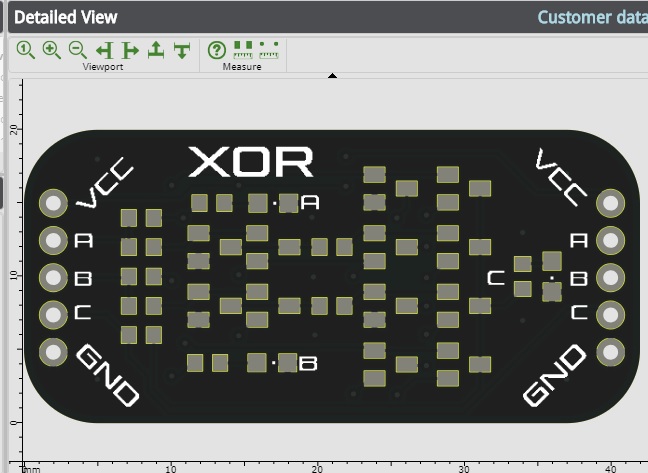 Detailed View
Customer data
Viewport
Measure
20
XOR
VCC
VCC
A
A
A
B
C
B
10
C
C
GND
B
GND
0
mm
10
20
30
40